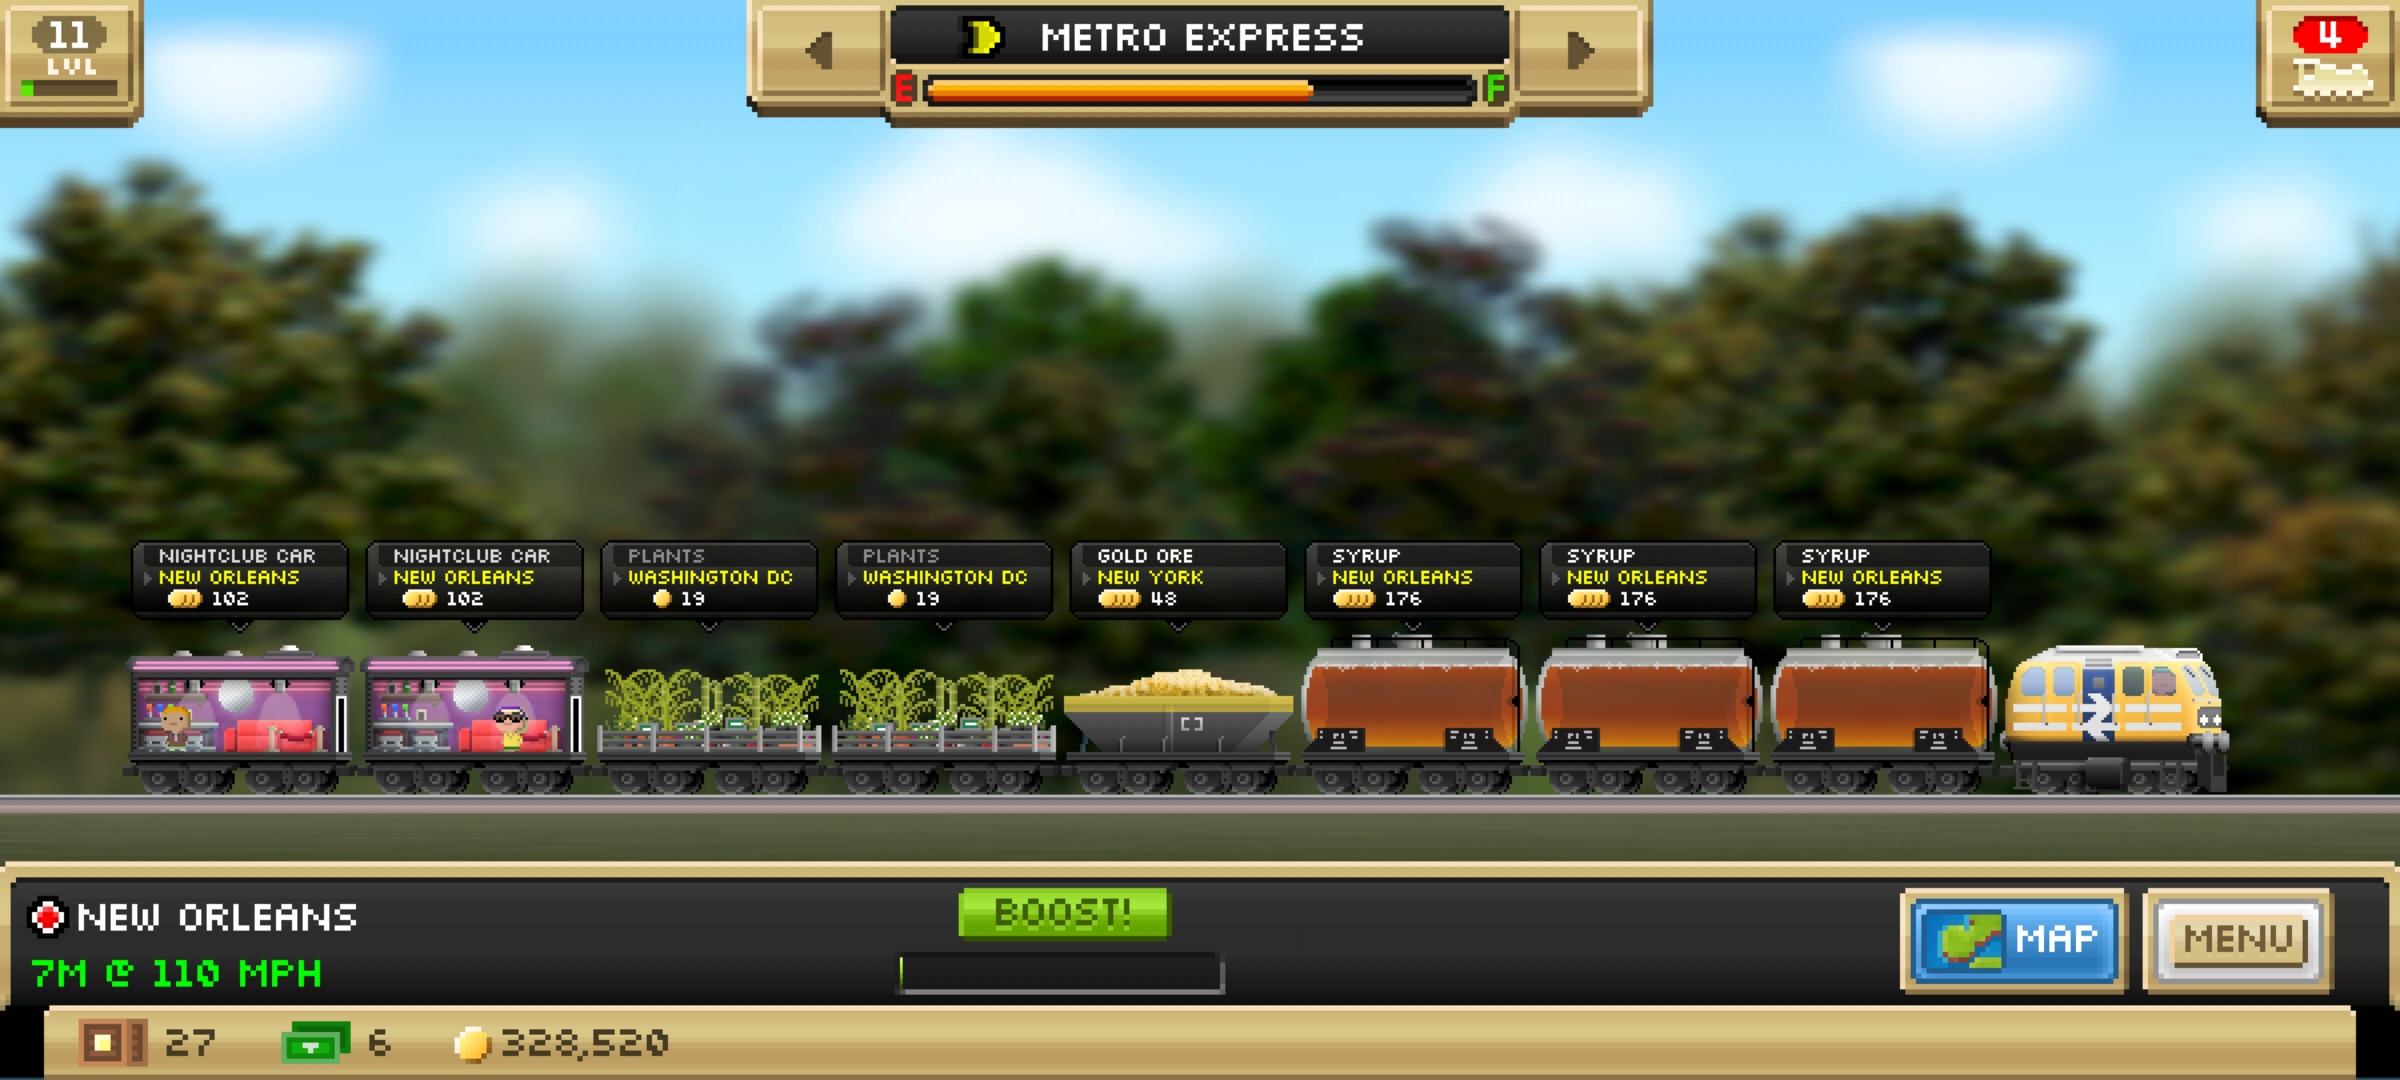 11
LVL
METRO EXPRESS
E
F
4
NIGHTCLUB CAR
NEW ORLEANS
102
NIGHTCLUB CAR
NEW ORLEANS
102
PLANTS
WASHINGTON DC
19
PLANTS
WASHINGTON DC
19
GOLD ORE
NEW YORK
48
SYRUP
NEW ORLEANS
176
SYRUP
NEW ORLEANS
176
SYRUP
NEW ORLEANS
176
NEW ORLEANS
7M @ 110 MPH
BOOST!
MAP
MENU
27
6
328,520